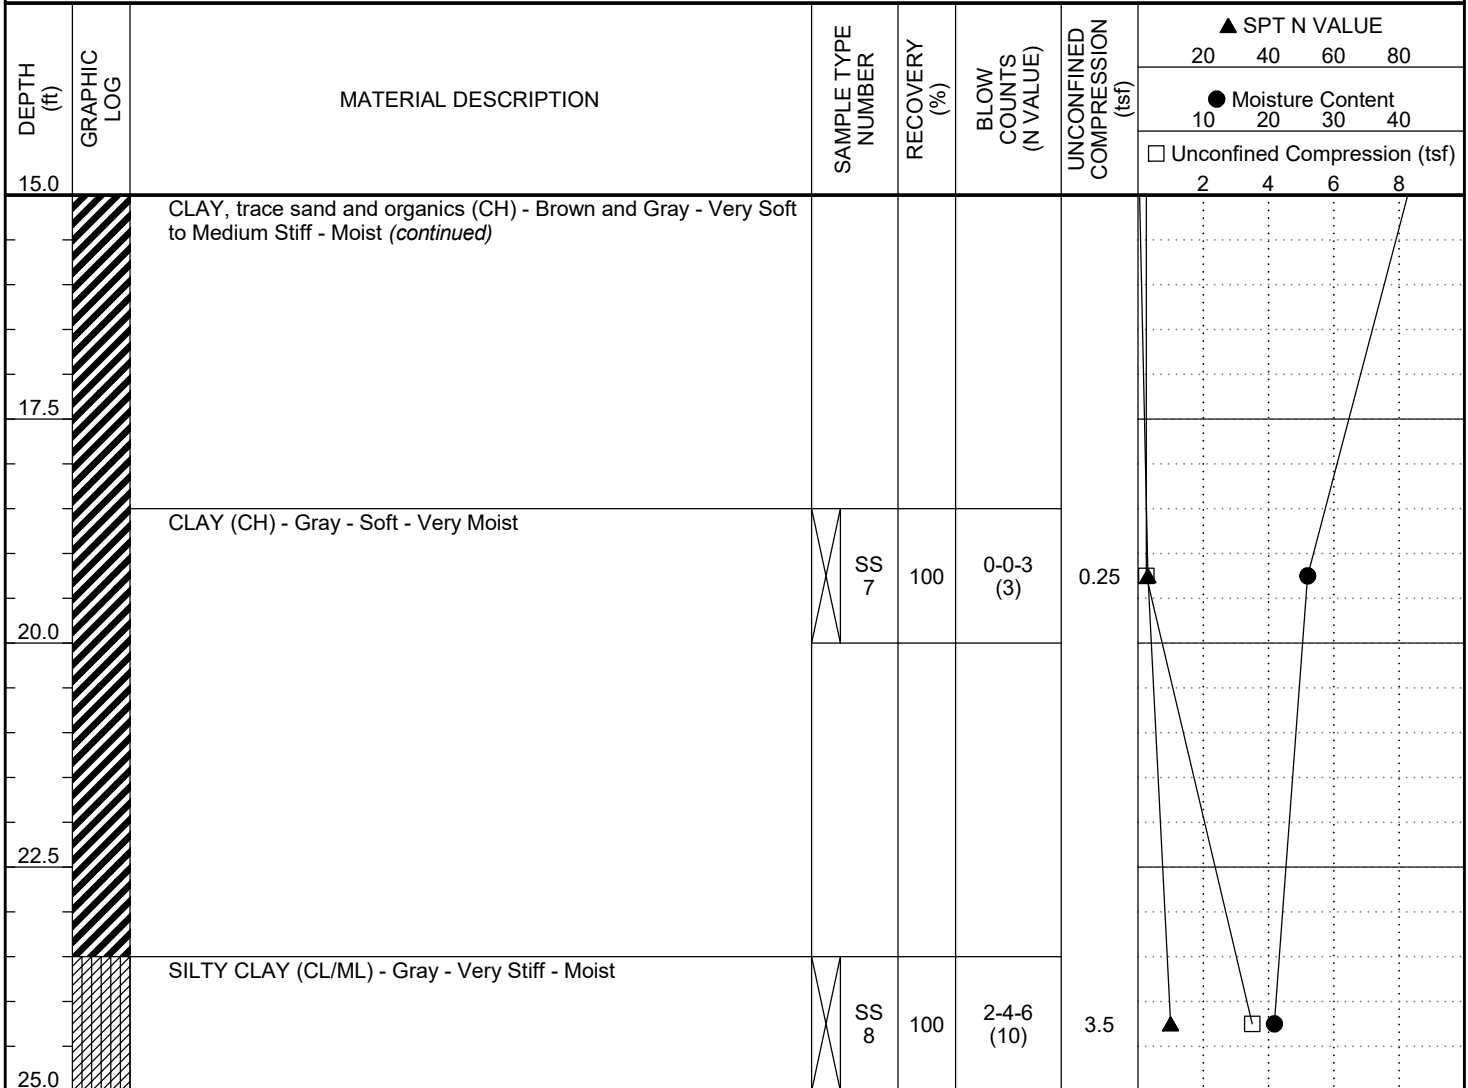 DEPTH
(ft)
GRAPHIC
LOG
MATERIAL DESCRIPTION
SAMPLE TYPE
NUMBER
RECOVERY
(%)
BLOW
COUNTS
(N VALUE)
UNCONFINED
COMPRESSION
(tsf)
▲ SPT N VALUE
20 40 60 80
● Moisture Content
10 20 30 40
□ Unconfined Compression (tsf)
2 4 6 8
15.0
CLAY, trace sand and organics (CH) - Brown and Gray - Very Soft
to Medium Stiff - Moist (continued)
17.5
CLAY (CH) - Gray - Soft - Very Moist
SS
7
100
0-0-3
(3)
0.25
20.0
22.5
SILTY CLAY (CL/ML) - Gray - Very Stiff - Moist
SS
8
100
2-4-6
(10)
3.5
25.0